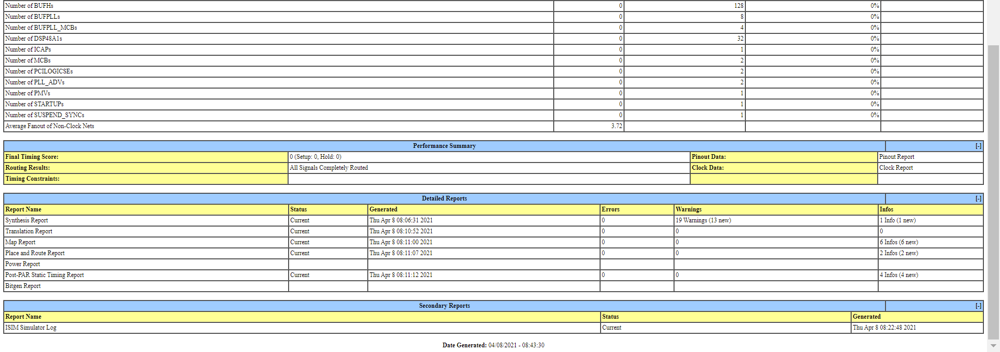 Number of BUFHs 0 128 0%
Number of BUFPLLs 0 8 0%
Number of BUFPLL_MCBs 0 4 0%
Number of DSP48A1s 0 32 0%
Number of ICAPs 0 1 0%
Number of MCBs 0 2 0%
Number of PCILOGICSEs 0 2 0%
Number of PLL_ADVs 0 2 0%
Number of PMVs 0 1 0%
Number of STARTUPs 0 1 0%
Number of SUSPEND_SYNCs 0 1 0%
Average Fanout of Non-Clock Nets 3.72
Performance Summary [-]
Final Timing Score: 0 (Setup: 0, Hold: 0) Pinout Data: Pinout Report
Routing Results: All Signals Completely Routed Clock Data: Clock Report
Timing Constraints:
Detailed Reports [-]
Report Name Status Generated Errors Warnings Infos
Synthesis Report Current Thu Apr 8 08:06:31 2021 0 19 Warnings (13 new) 1 Info (1 new)
Translation Report Current Thu Apr 8 08:10:52 2021 0 0 0
Map Report Current Thu Apr 8 08:11:00 2021 0 0 6 Infos (6 new)
Place and Route Report Current Thu Apr 8 08:11:07 2021 0 0 2 Infos (2 new)
Power Report
Post-PAR Static Timing Report Current Thu Apr 8 08:11:12 2021 0 0 4 Infos (4 new)
Bitgen Report
Secondary Reports [-]
Report Name Status Generated
ISIM Simulator Log Current Thu Apr 8 08:22:48 2021
Date Generated: 04/08/2021 - 08:43:30